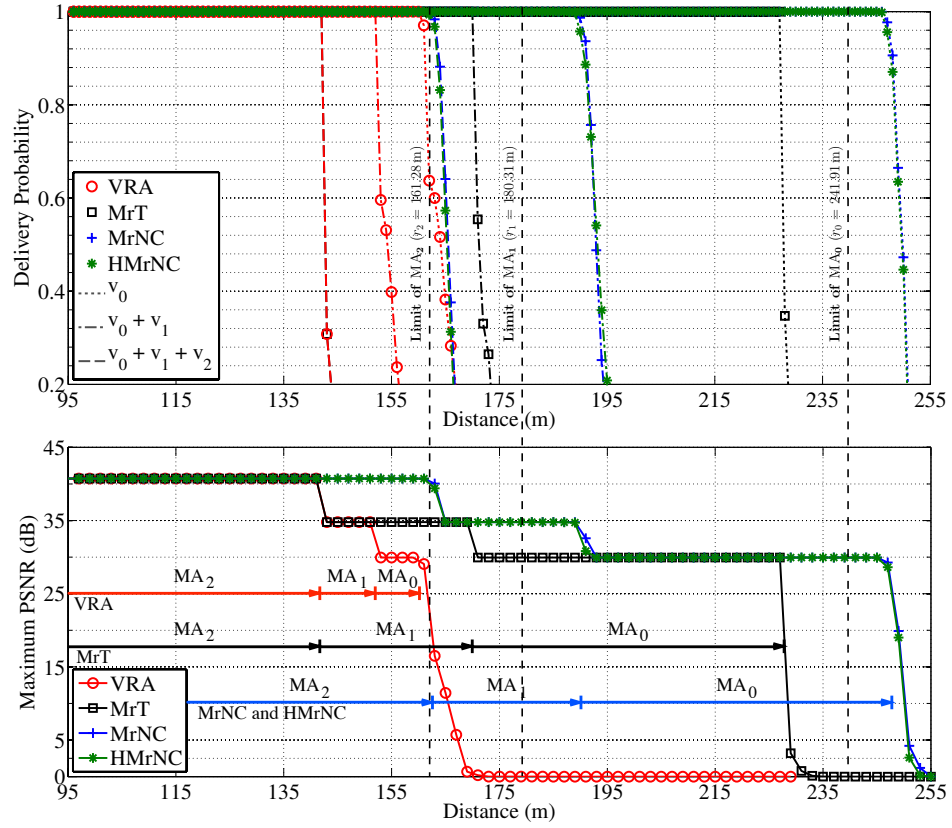 1
0.8
0.6
0.4
0.2
Delivery Probability
VRA
MrT
MrNC
HMrNC
v0
v0 + v1
v0 + v1 + v2
Limit of MA2 (r2 = 161.28 m)
Limit of MA1 (r1 = 180.31 m)
Limit of MA0 (r0 = 241.91 m)
95 115 135 155 175 195 215 235 255
Distance (m)
45
40
35
30
25
20
15
10
5
0
Maximum PSNR (dB)
MA2 MA1 MA0
VRA
MA2 MA1 MA0
MrT
MA2 MA1 MA0
MrNC and HMrNC
VRA
MrT
MrNC
HMrNC
95 115 135 155 175 195 215 235 255
Distance (m)